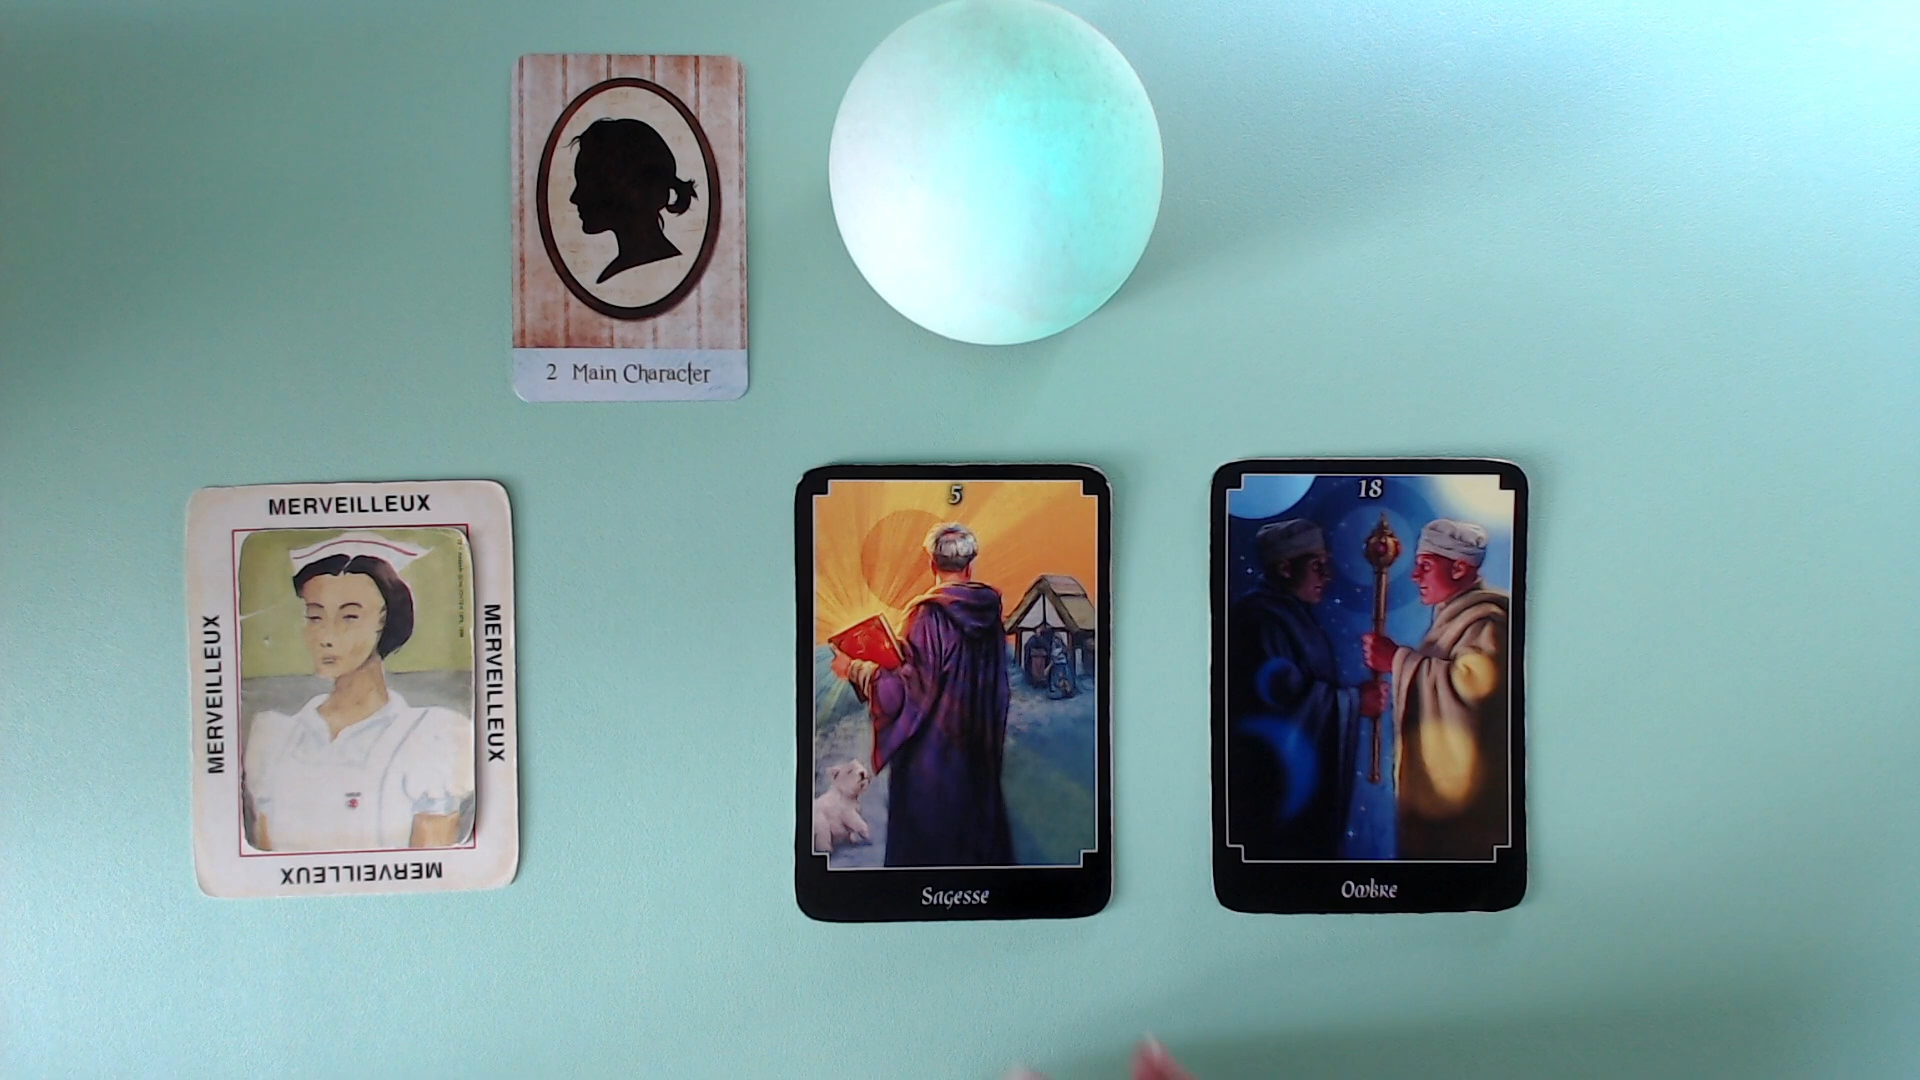 2 Main Character
MERVEILLEUX
MERVEILLEUX
MERVEILLEUX
MERVEILLEUX
5
Sagesse
18
Ombre